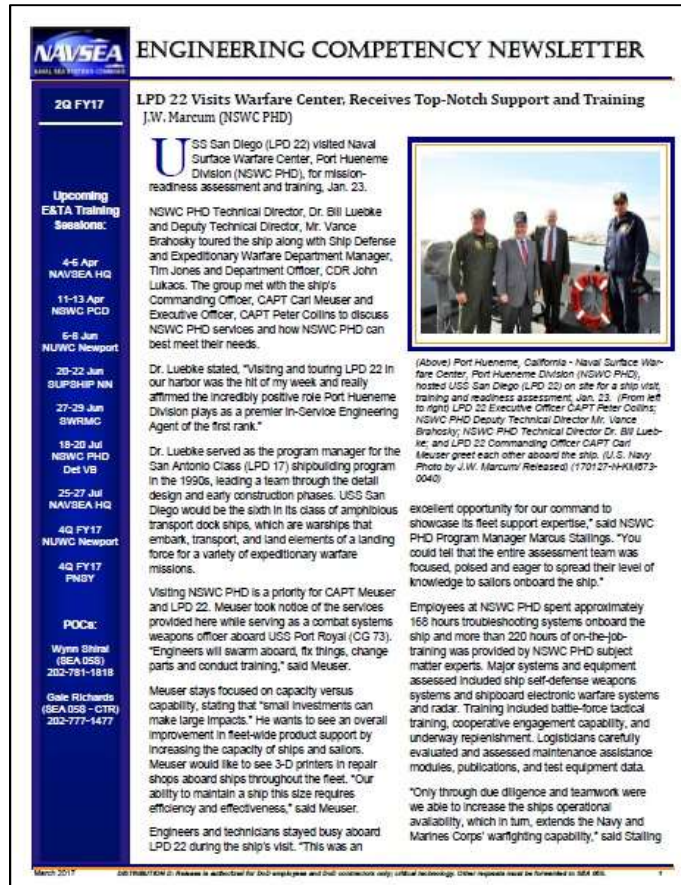 NAVSEA
NAVAL SEA SYSTEMS COMMAND
ENGINEERING COMPETENCY NEWSLETTER
2Q FY17
Upcoming
E&TA Training
Sessions:
4-6 Apr
NAVSEA HQ
11-13 Apr
NSWC PCD
6-8 Jun
NUWC Newport
20-22 Jun
SUPSHIP NN
27-29 Jun
SWRMC
18-20 Jul
NSWC PHD
Det VB
25-27 Jul
NAVSEA HQ
4Q FY17
NUWC Newport
4Q FY17
PNSY
POCs:
Wynn Shirai
(SEA 05S)
202-781-1818
Gale Richards
(SEA 05S - CTR)
202-777-1477
LPD 22 Visits Warfare Center, Receives Top-Notch Support and Training
J.W. Marcum (NSWC PHD)
USS San Diego (LPD 22) visited Naval
Surface Warfare Center, Port Hueneme
Division (NSWC PHD), for mission-
readiness assessment and training, Jan. 23.
NSWC PHD Technical Director, Dr. Bill Luebke
and Deputy Technical Director, Mr. Vance
Brahosky toured the ship along with Ship Defense
and Expeditionary Warfare Department Manager,
Tim Jones and Department Officer, CDR John
Lukacs. The group met with the ship's
Commanding Officer, CAPT Carl Meuser and
Executive Officer, CAPT Peter Collins to discuss
NSWC PHD services and how NSWC PHD can
best meet their needs.
Dr. Luebke stated, "Visiting and touring LPD 22 in
our harbor was the hit of my week and really
affirmed the incredibly positive role Port Hueneme
Division plays as a premier In-Service Engineering
Agent of the first rank."
Dr. Luebke served as the program manager for the
San Antonio Class (LPD 17) shipbuilding program
in the 1990s, leading a team through the detail
design and early construction phases. USS San
Diego would be the sixth in its class of amphibious
transport dock ships, which are warships that
embark, transport, and land elements of a landing
force for a variety of expeditionary warfare
missions.
Visiting NSWC PHD is a priority for CAPT Meuser
and LPD 22. Meuser took notice of the services
provided here while serving as a combat systems
weapons officer aboard USS Port Royal (CG 73).
"Engineers will swarm aboard, fix things, change
parts and conduct training," said Meuser.
Meuser stays focused on capacity versus
capability, stating that "small investments can
make large impacts." He wants to see an overall
improvement in fleet-wide product support by
increasing the capacity of ships and sailors.
Meuser would like to see 3-D printers in repair
shops aboard ships throughout the fleet. "Our
ability to maintain a ship this size requires
efficiency and effectiveness," said Meuser.
Engineers and technicians stayed busy aboard
LPD 22 during the ship's visit. "This was an
(Above) Port Hueneme, California - Naval Surface War-
fare Center, Port Hueneme Division (NSWC PHD),
hosted USS San Diego (LPD 22) on site for a ship visit,
training and readiness assessment, Jan. 23. (From left
to right) LPD 22 Executive Officer CAPT Peter Collins;
NSWC PHD Deputy Technical Director Mr. Vance
Brahosky; NSWC PHD Technical Director Dr. Bill Lueb-
ke; and LPD 22 Commanding Officer CAPT Carl
Meuser greet each other aboard the ship. (U.S. Navy
Photo by J.W. Marcum/ Released) (170127-N-KM673-
0040)
excellent opportunity for our command to
showcase its fleet support expertise," said NSWC
PHD Program Manager Marcus Stallings. "You
could tell that the entire assessment team was
focused, poised and eager to spread their level of
knowledge to sailors onboard the ship."
Employees at NSWC PHD spent approximately
168 hours troubleshooting systems onboard the
ship and more than 220 hours of on-the-job-
training was provided by NSWC PHD subject
matter experts. Major systems and equipment
assessed included ship self-defense weapons
systems and shipboard electronic warfare systems
and radar. Training included battle-force tactical
training, cooperative engagement capability, and
underway replenishment. Logisticians carefully
evaluated and assessed maintenance assistance
modules, publications, and test equipment data.
"Only through due diligence and teamwork were
we able to increase the ships operational
availability, which in turn, extends the Navy and
Marines Corps' warfighting capability," said Stalling
March 2017
DISTRIBUTION D: Release is authorized for DoD employees and DoD contractors only; critical technology. Other requests must be forwarded to SEA 05S.
1